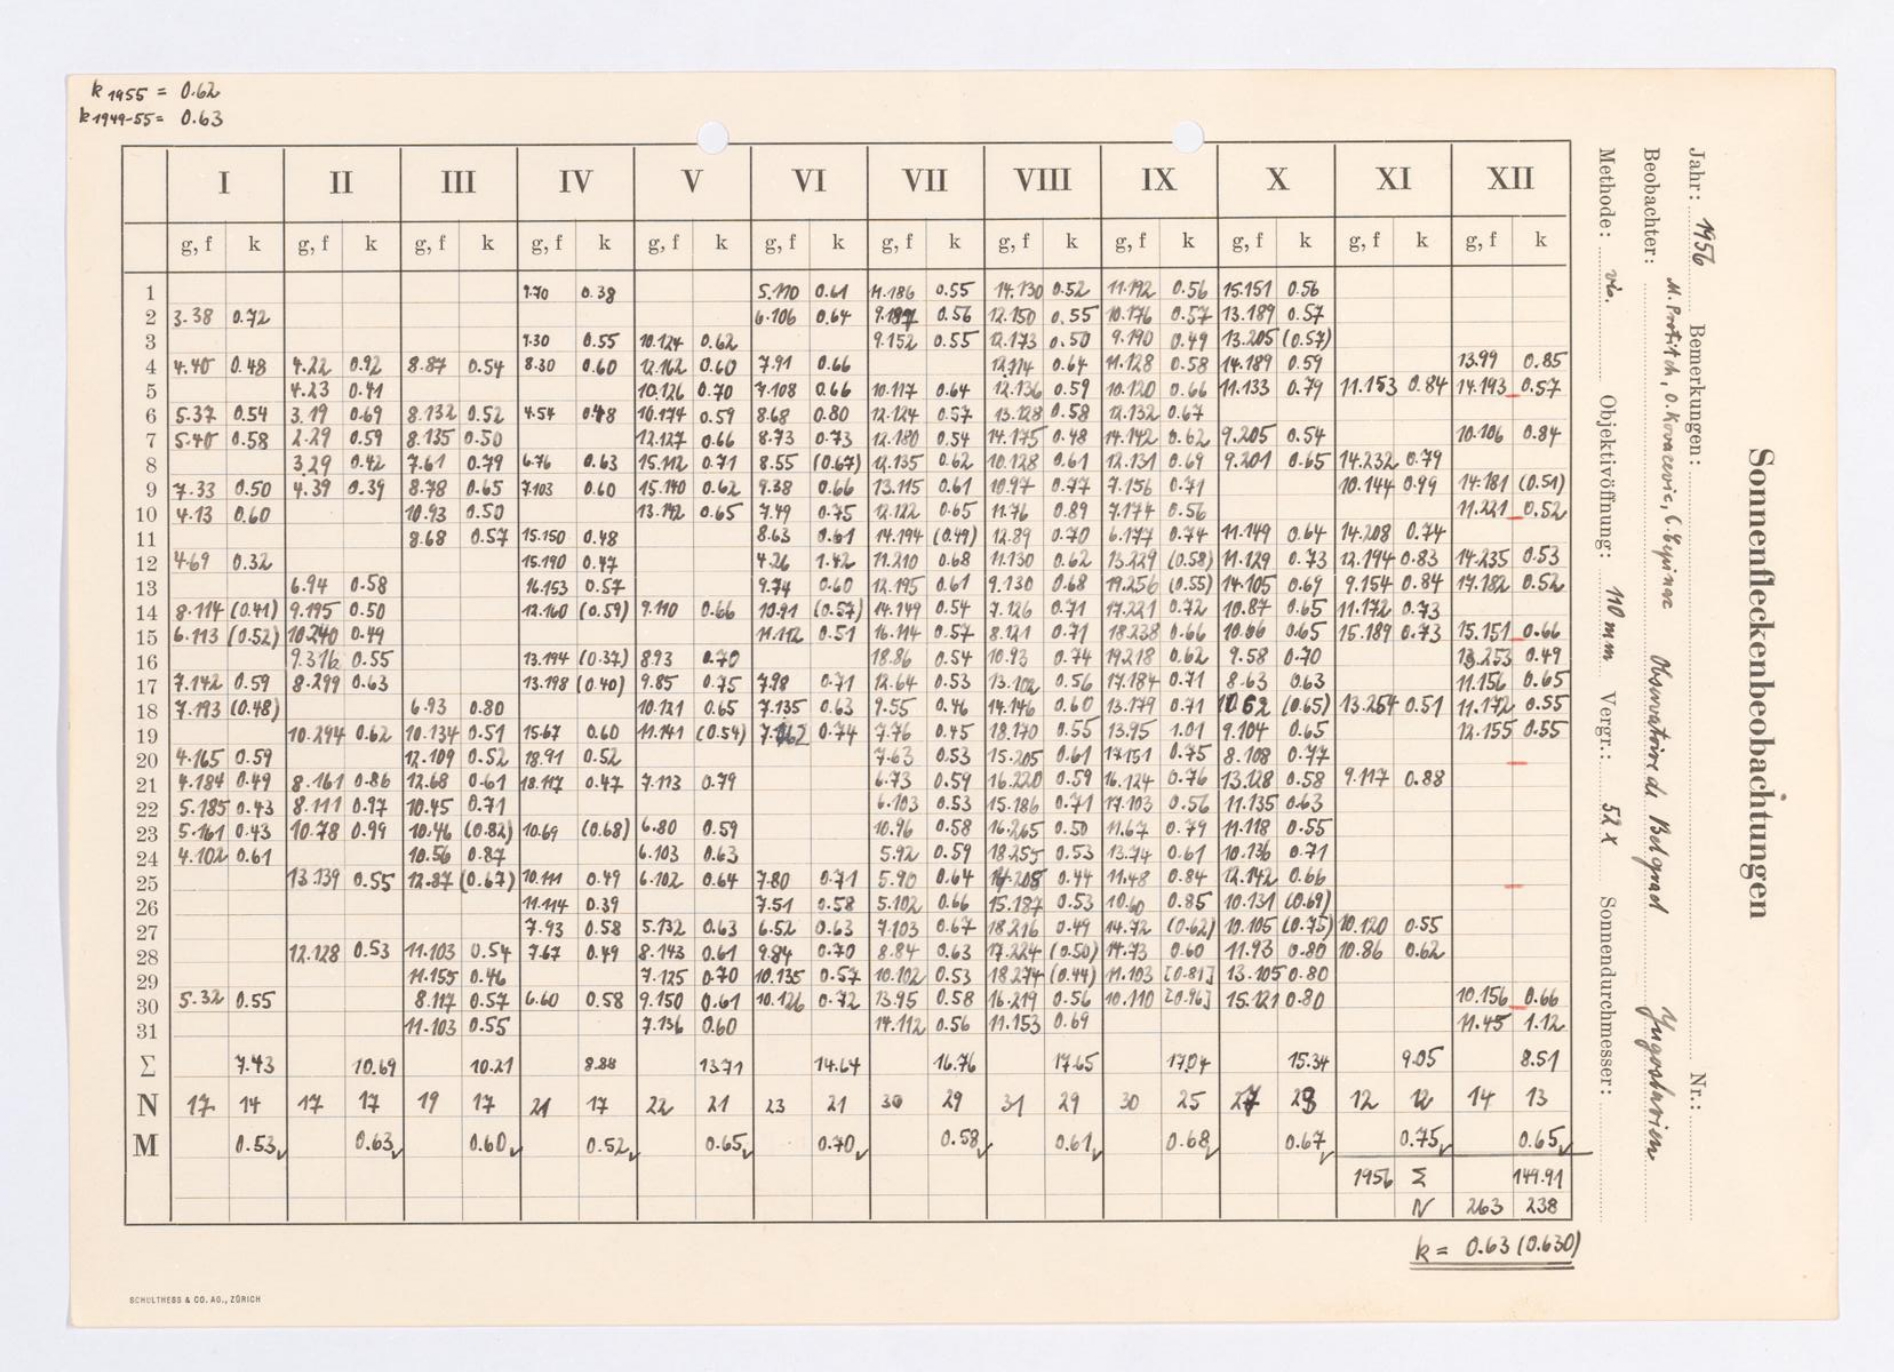 k 1955 = 0.62
k 1949-55 = 0.63
I II III IV V VI VII VIII IX X XI XII
g, f k g, f k g, f k g, f k g, f k g, f k g, f k g, f k g, f k g, f k g, f k g, f k
1 1.70 0.38 5.110 0.61 11.186 0.55 14.130 0.52 11.192 0.56 15.151 0.56
2 3.38 0.72 6.106 0.64 0.56 12.150 0.55 10.176 0.57 13.189 0.57
3 1.30 0.55 10.124 0.62 9.152 0.55 12.173 0.50 9.190 0.49 13.205 (0.57)
4 4.40 0.48 4.22 0.92 8.87 0.54 8.30 0.60 12.162 0.60 7.91 0.66 0.64 11.128 0.58 14.189 0.59 13.99 0.85
5 4.23 0.41 10.126 0.70 7.108 0.66 10.117 0.64 12.136 0.59 10.120 0.66 11.133 0.79 11.153 0.84 14.193 0.57
6 5.37 0.54 3.19 0.69 8.132 0.52 4.54 0.48 10.174 0.59 8.68 0.80 12.124 0.57 13.128 0.58 12.132 0.67
7 5.40 0.58 2.29 0.59 8.135 0.50 12.127 0.66 8.73 0.73 12.180 0.54 14.175 0.48 14.142 0.62 9.205 0.54 10.106 0.84
8 3.29 0.42 7.61 0.79 6.76 0.63 15.112 0.71 8.55 (0.67) 12.135 0.62 10.128 0.61 12.131 0.69 9.201 0.65 14.232 0.79
9 7.33 0.50 4.39 0.39 8.78 0.65 7.103 0.60 15.140 0.62 9.38 0.66 13.115 0.61 10.97 0.77 7.156 0.71 10.144 0.99 14.181 (0.51)
10 4.13 0.60 10.93 0.50 13.142 0.65 7.49 0.75 12.122 0.65 11.76 0.89 7.174 0.56 11.221 0.52
11 8.68 0.57 15.150 0.48 8.63 0.61 14.194 (0.49) 12.89 0.70 6.177 0.74 11.149 0.64 14.208 0.74
12 4.69 0.32 15.190 0.47 4.26 1.42 11.210 0.68 11.130 0.62 13.229 (0.58) 11.129 0.73 12.194 0.83 14.235 0.53
13 6.94 0.58 16.153 0.57 9.74 0.60 12.195 0.61 9.130 0.68 19.256 (0.55) 14.105 0.69 9.154 0.84 17.182 0.52
14 8.114 (0.41) 9.195 0.50 12.160 (0.59) 9.110 0.66 10.91 (0.57) 14.149 0.54 7.126 0.71 17.221 0.72 10.87 0.65 11.172 0.73
15 6.113 (0.52) 10.240 0.49 11.112 0.51 16.114 0.57 8.121 0.71 18.238 0.66 10.66 0.65 15.189 0.73 15.151 0.66
16 9.316 0.55 13.194 (0.37) 8.93 0.70 18.86 0.54 10.93 0.74 19.218 0.62 9.58 0.70 13.253 0.49
17 7.142 0.59 8.299 0.63 13.198 (0.40) 9.85 0.75 7.98 0.71 12.64 0.53 13.102 0.56 17.184 0.71 8.63 0.63 11.156 0.65
18 7.193 (0.48) 6.93 0.80 10.121 0.65 7.135 0.63 9.55 0.46 14.146 0.60 13.179 0.71 10.62 (0.65) 13.254 0.51 11.172 0.55
19 10.294 0.62 10.134 0.51 15.67 0.60 11.141 (0.54) 0.74 7.76 0.45 18.170 0.55 13.95 1.01 9.104 0.65 12.155 0.55
20 4.165 0.59 12.109 0.52 18.91 0.52 7.63 0.53 15.205 0.61 17.151 0.75 8.108 0.77
21 4.184 0.49 8.161 0.86 12.68 0.61 18.117 0.47 7.113 0.79 6.73 0.59 16.220 0.59 16.124 0.76 13.128 0.58 9.117 0.88
22 5.185 0.43 8.111 0.97 10.45 0.71 6.103 0.53 15.186 0.71 17.103 0.56 11.135 0.63
23 5.161 0.43 10.78 0.99 10.46 (0.82) 10.69 (0.68) 6.80 0.59 10.96 0.58 16.265 0.50 11.67 0.79 11.118 0.55
24 4.102 0.61 10.56 0.87 6.103 0.63 5.92 0.59 18.255 0.53 13.74 0.61 10.136 0.71
25 13.139 0.55 12.87 (0.67) 10.111 0.49 6.102 0.64 7.80 0.71 5.90 0.64 0.44 11.48 0.84 12.142 0.66
26 11.114 0.39 7.51 0.58 5.102 0.66 15.187 0.53 10.60 0.85 10.131 (0.69)
27 7.93 0.58 5.132 0.63 6.52 0.63 7.103 0.67 18.216 0.49 14.72 (0.62) 10.105 (0.75) 10.120 0.55
28 12.128 0.53 11.103 0.54 7.67 0.49 8.143 0.61 9.84 0.70 8.84 0.63 17.224 (0.50) 14.73 0.60 11.93 0.80 10.86 0.62
29 11.155 0.46 7.125 0.70 10.135 0.57 10.102 0.53 18.274 (0.44) 11.103 [0.81] 13.105 0.80
30 5.32 0.55 8.117 0.57 6.60 0.58 9.150 0.61 10.126 0.72 13.95 0.58 16.219 0.56 10.110 [0.96] 15.121 0.80 10.156 0.66
31 11.103 0.55 7.136 0.60 14.112 0.56 11.153 0.69 11.45 1.12
Σ 7.43 10.69 10.21 8.88 13.71 14.64 16.76 17.65 17.04 15.34 9.05 8.51
N 17 14 17 17 19 17 21 17 22 21 23 21 30 29 31 29 30 25 27 23 12 12 14 13
M 0.53 0.63 0.60 0.52 0.65 0.70 0.58 0.61 0.68 0.67 0.75 0.65
1956 Σ 149.91
N 263 238
k = 0.63 (0.630)
SCHULTHESS & CO. AG., ZÜRICH
Sonnenfleckenbeobachtungen
Jahr: 1956 Bemerkungen: Nr.:
Beobachter: M. Protitch, O. Kovacevic, Observatoire de Belgrad Yugoslavien
Methode: vis. Objektivöffnung: 110 mm Vergr.: 52 x Sonnendurchmesser: